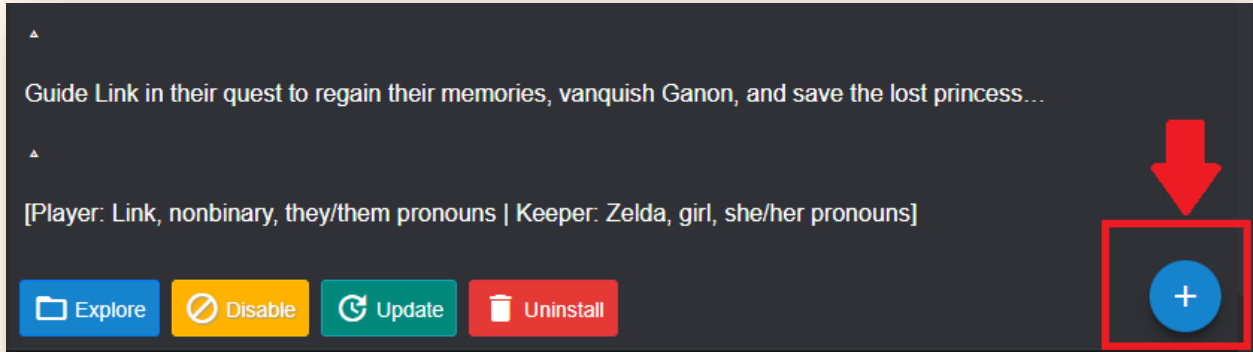 Guide Link in their quest to regain their memories, vanquish Ganon, and save the lost princess...
[Player: Link, nonbinary, they/them pronouns | Keeper: Zelda, girl, she/her pronouns]
Explore Disable Update Uninstall +